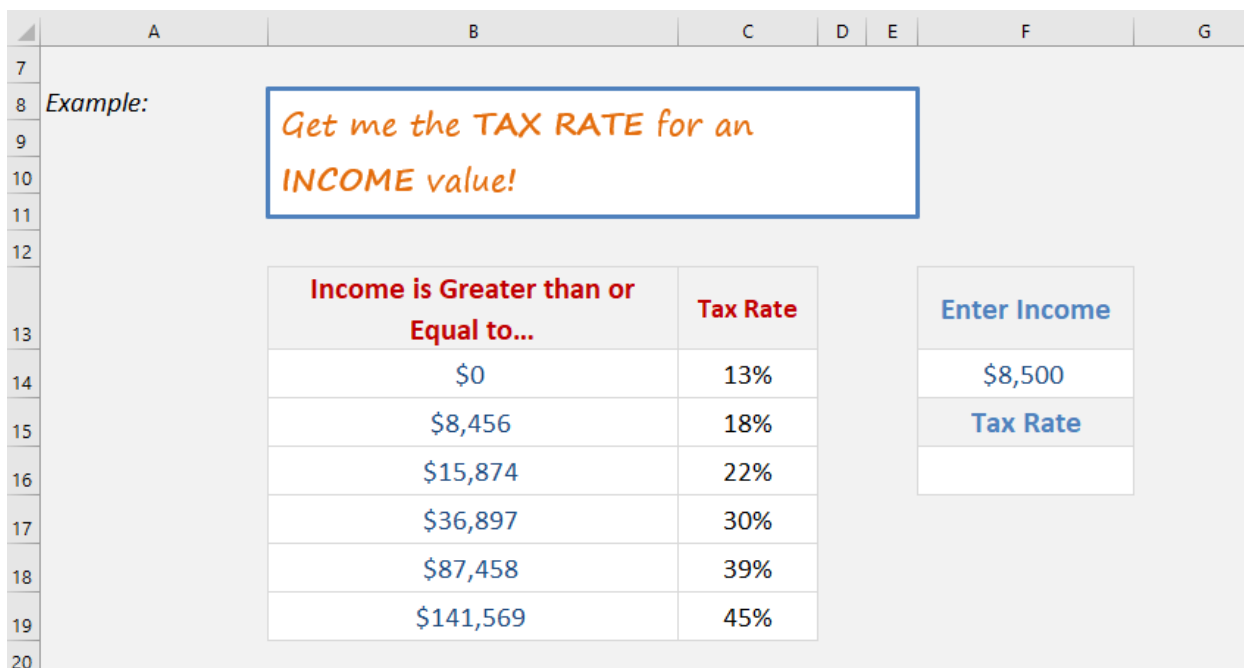 A B C D E F G
7
8 Example:
Get me the TAX RATE for an
9
10 INCOME value!
11
12
Income is Greater than or
Equal to...
Tax Rate
Enter Income
13
14 $0 13% $8,500
15 $8,456 18% Tax Rate
16 $15,874 22%
17 $36,897 30%
18 $87,458 39%
19 $141,569 45%
20